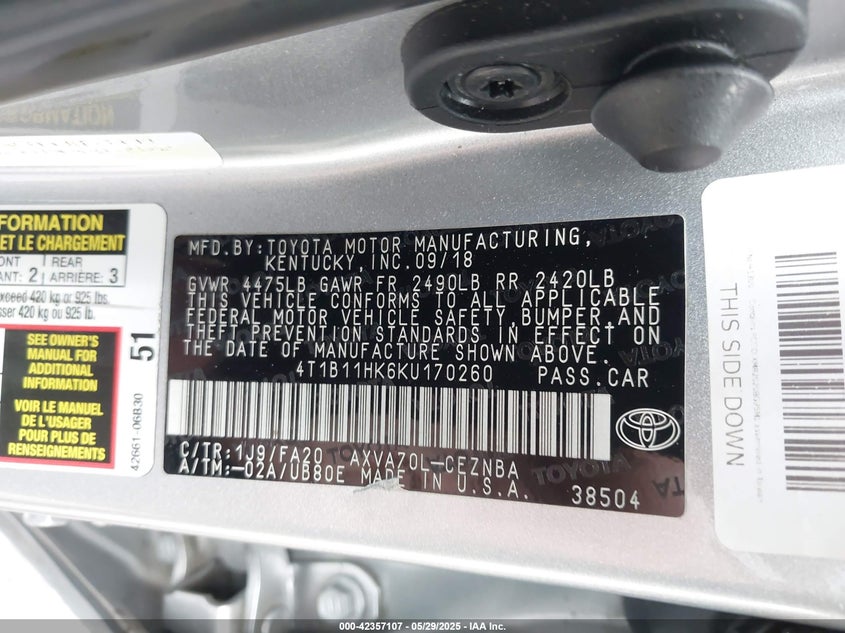 FORMATION
ET LE CHARGEMENT
1 REAR
2 ARRIÈRE: 3
exceed 420 kg or 925 lbs.
420 kg ou 925 lb.
SEE OWNER'S
MANUAL FOR
ADDITIONAL
INFORMATION
VOIR LE MANUEL
DE L'USAGER
POUR PLUS DE
RENSEIGNEMENTS
51
42661-06B30
MFD.BY:TOYOTA MOTOR MANUFACTURING,
KENTUCKY,INC.09/18
GVWR 4475LB GAWR FR 2490LB RR 2420LB
THIS VEHICLE CONFORMS TO ALL APPLICABLE
FEDERAL MOTOR VEHICLE SAFETY,BUMPER,AND
THEFT PREVENTION STANDARDS IN EFFECT ON
THE DATE OF MANUFACTURE SHOWN ABOVE.
4T1B11HK6KU170260 PASS.CAR
C/TR:1J9/FA20 AXVA70L-CEZNBA
A/TM:-02A/UB80E MADE IN U.S.A.
38504
TOYOTA
THIS SIDE DOWN
000-42357107 - 05/29/2025 - IAA Inc.